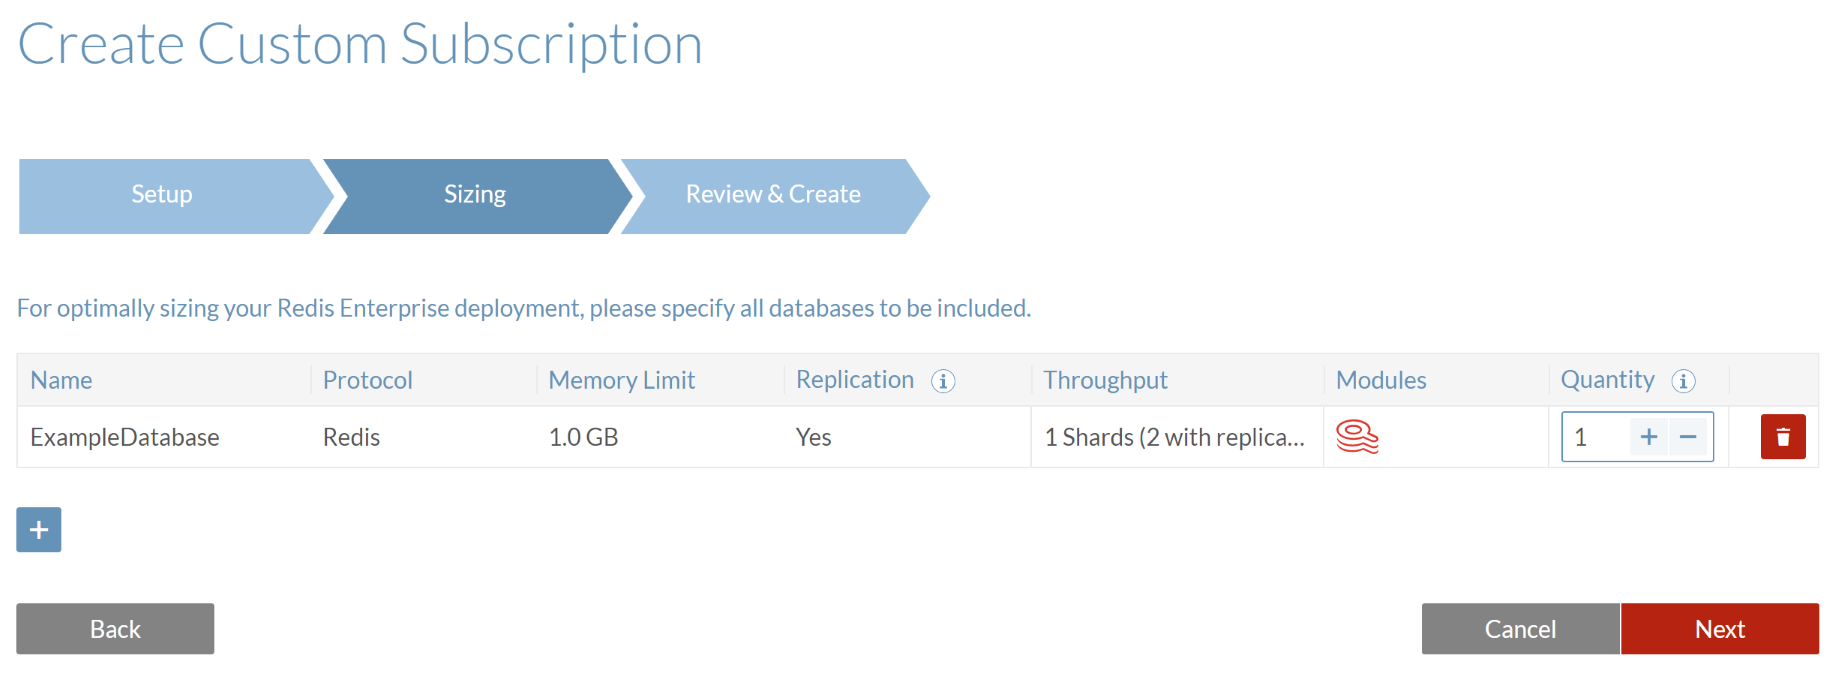 Create Custom Subscription
Setup Sizing Review & Create
For optimally sizing your Redis Enterprise deployment, please specify all databases to be included.
Name Protocol Memory Limit Replication i Throughput Modules Quantity i
ExampleDatabase Redis 1.0 GB Yes 1 Shards (2 with replica... 1 + −
+
Back Cancel Next